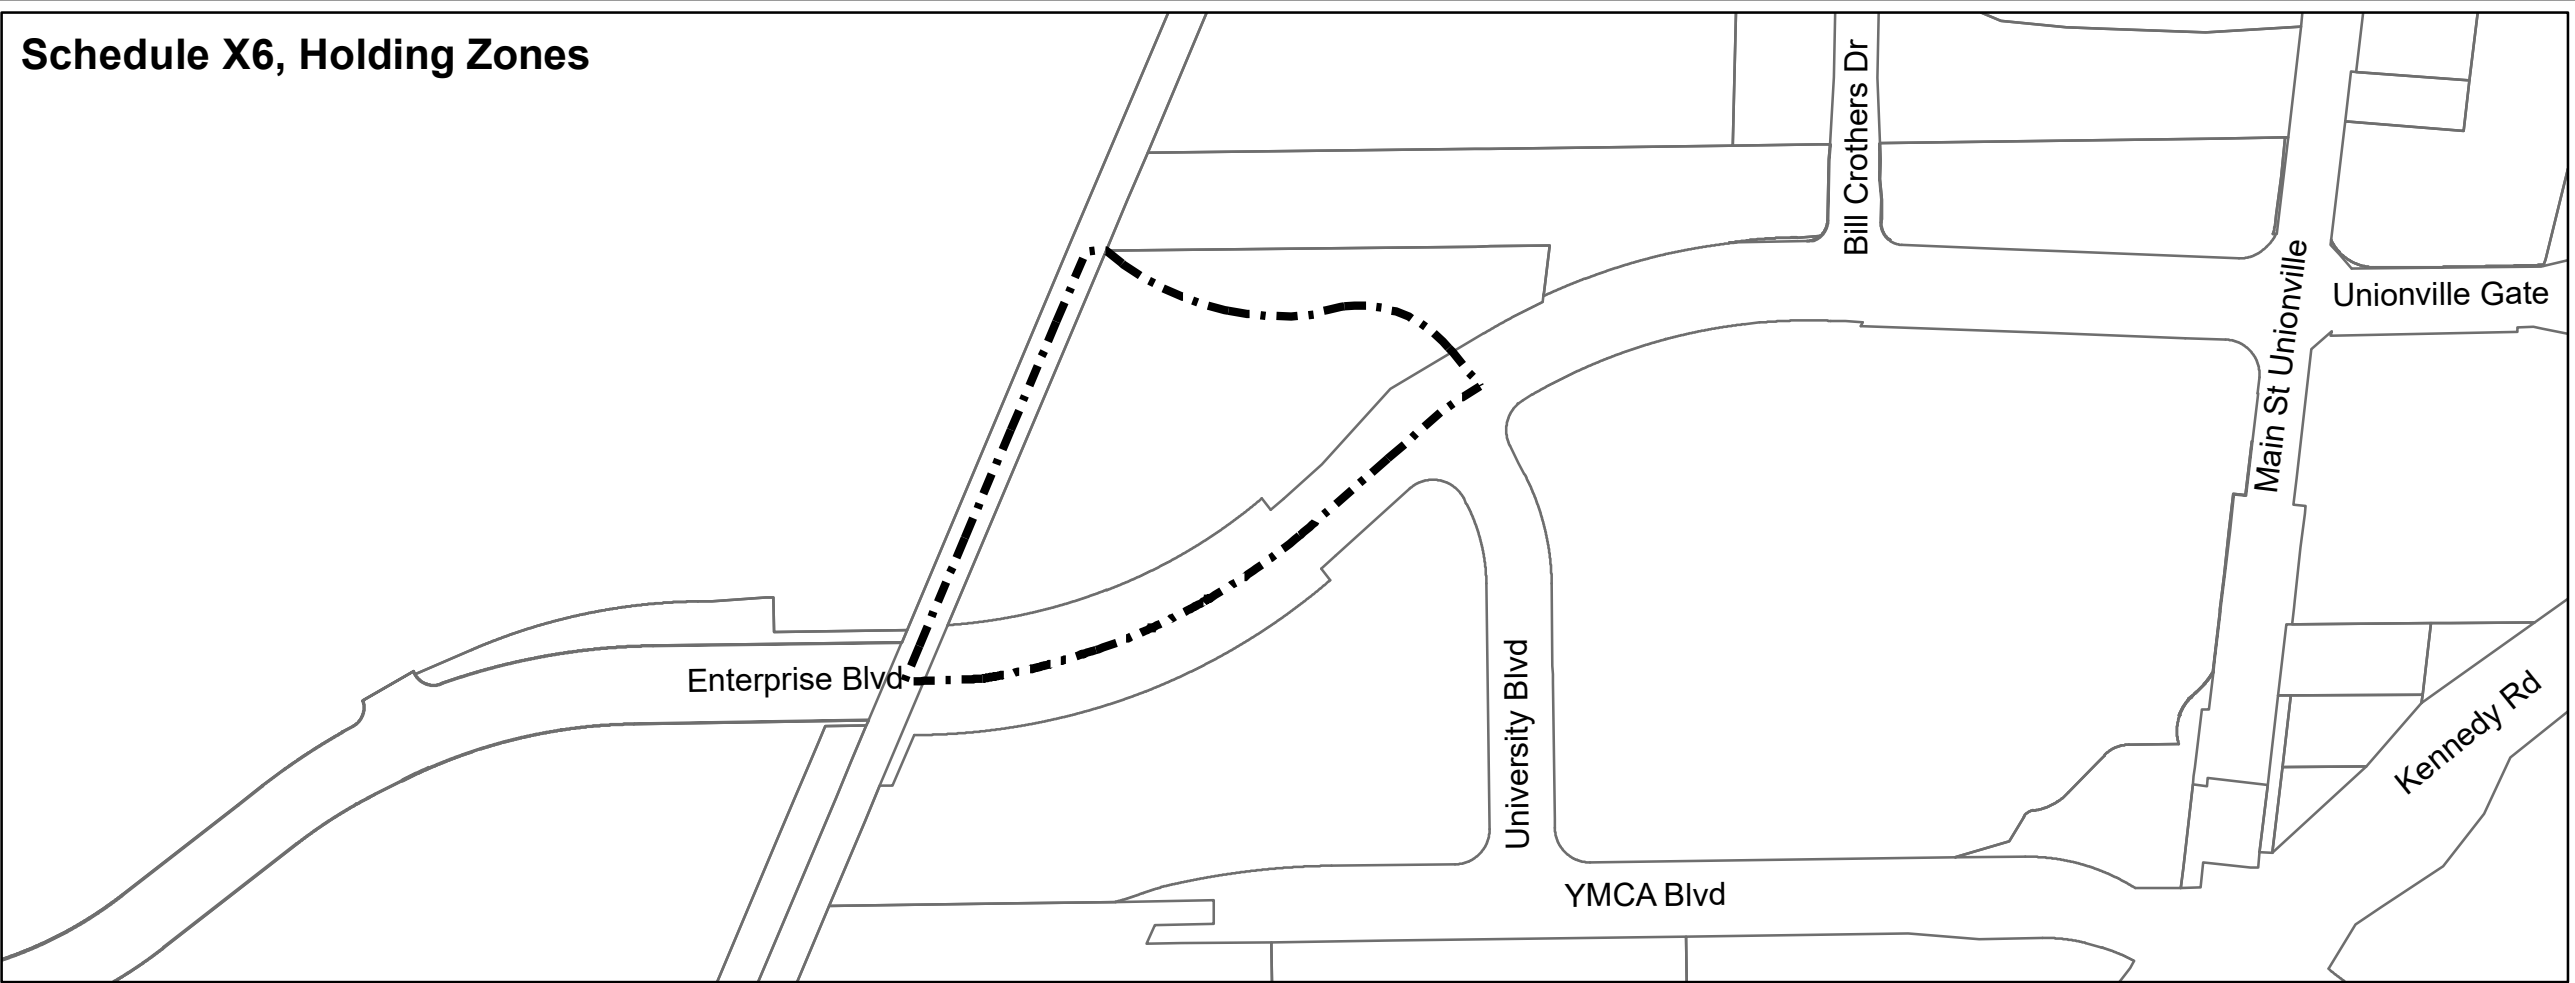 Schedule X6, Holding Zones
Bill Crothers Dr
Unionville Gate
Main St Unionville
Enterprise Blvd
University Blvd
Kennedy Rd
YMCA Blvd